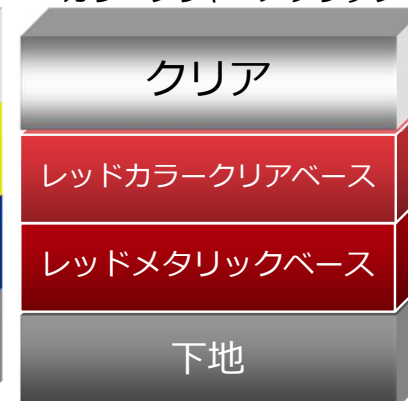 クリア
レッドカラークリアベース
レッドメタリックベース
下地